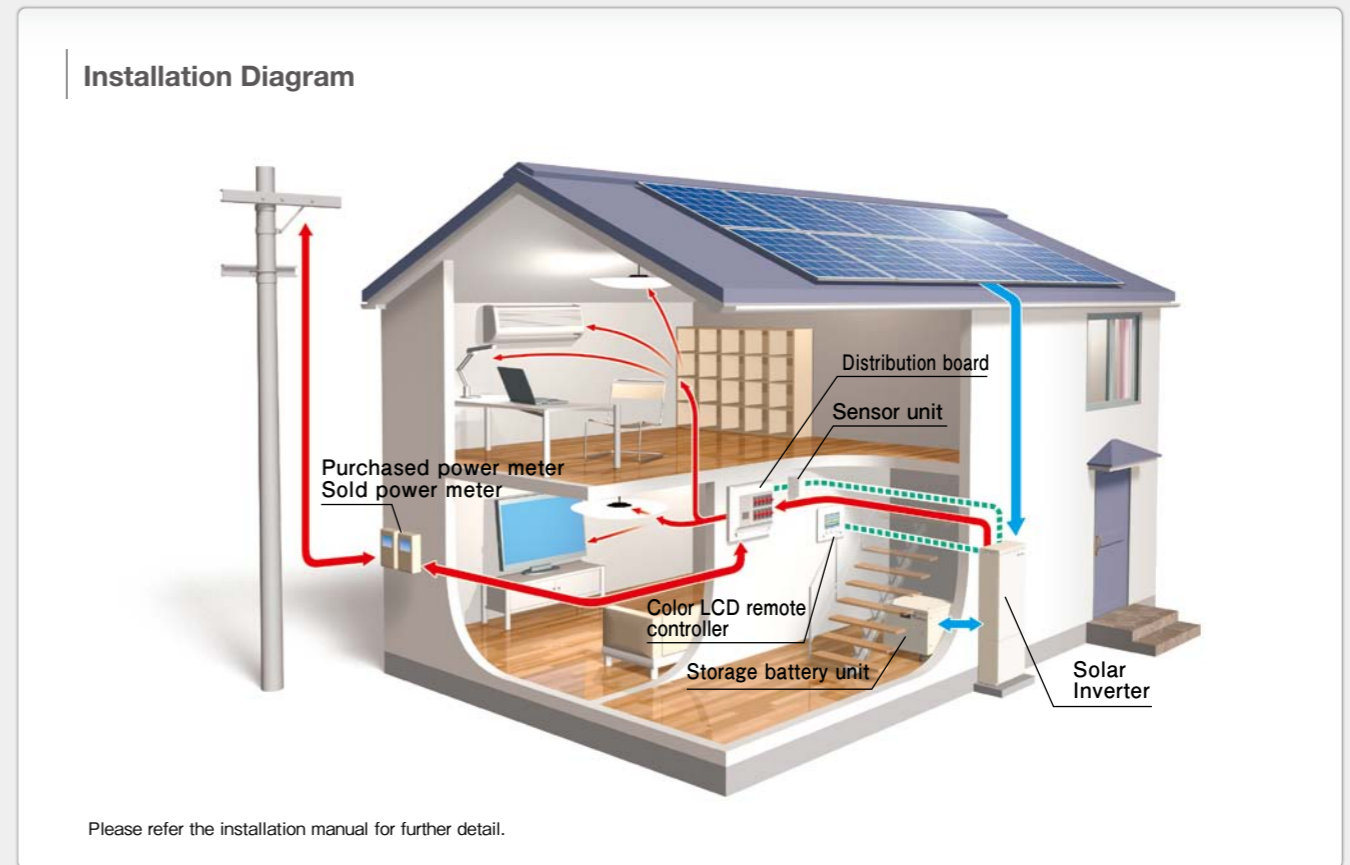 Installation Diagram
Distribution board
Sensor unit
Purchased power meter
Sold power meter
Color LCD remote
controller
Storage battery unit
Solar
Inverter
Please refer the installation manual for further detail.